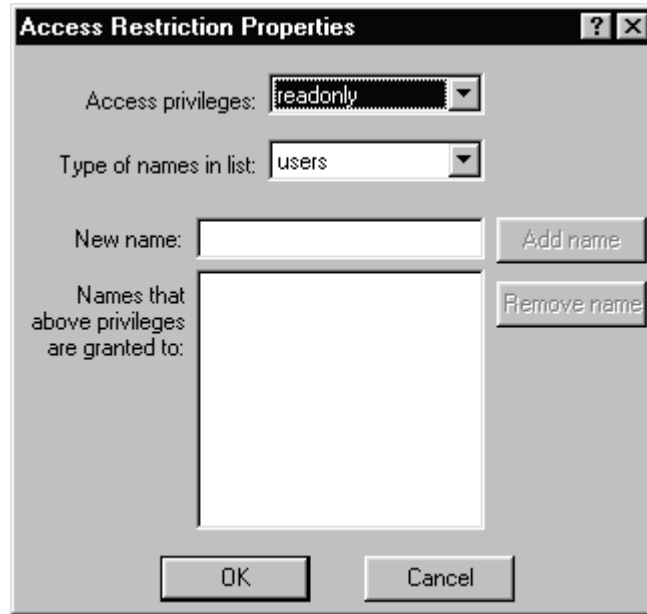 Access Restriction Properties
Access privileges: readonly
Type of names in list: users
New name: Add name
Names that
above privileges
are granted to:
Remove name
OK Cancel